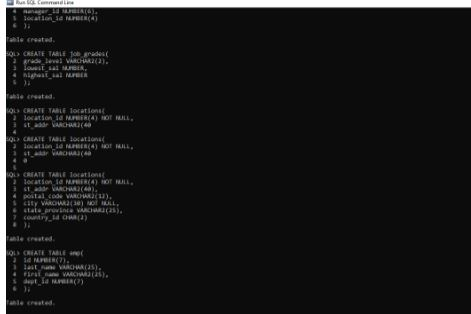 Run SQL Command Line
4 manager_id NUMBER(6),
5 location_id NUMBER(4)
6 );
Table created.
SQL> CREATE TABLE job_grades(
2 grade_level VARCHAR2(2),
3 lowest_sal NUMBER,
4 highest_sal NUMBER
5 );
Table created.
SQL> CREATE TABLE locations(
2 location_id NUMBER(4) NOT NULL,
3 st_addr VARCHAR2(40
4
SQL> CREATE TABLE locations(
2 location_id NUMBER(4) NOT NULL,
3 st_addr VARCHAR2(40
4 0
5
SQL> CREATE TABLE locations(
2 location_id NUMBER(4) NOT NULL,
3 st_addr VARCHAR2(40),
4 postal_code VARCHAR2(12),
5 city VARCHAR2(30) NOT NULL,
6 state_province VARCHAR2(25),
7 country_id CHAR(2)
8 );
Table created.
SQL> CREATE TABLE emp(
2 id NUMBER(7),
3 last_name VARCHAR(25),
4 first_name VARCHAR2(25),
5 dept_id NUMBER(7)
6 );
Table created.